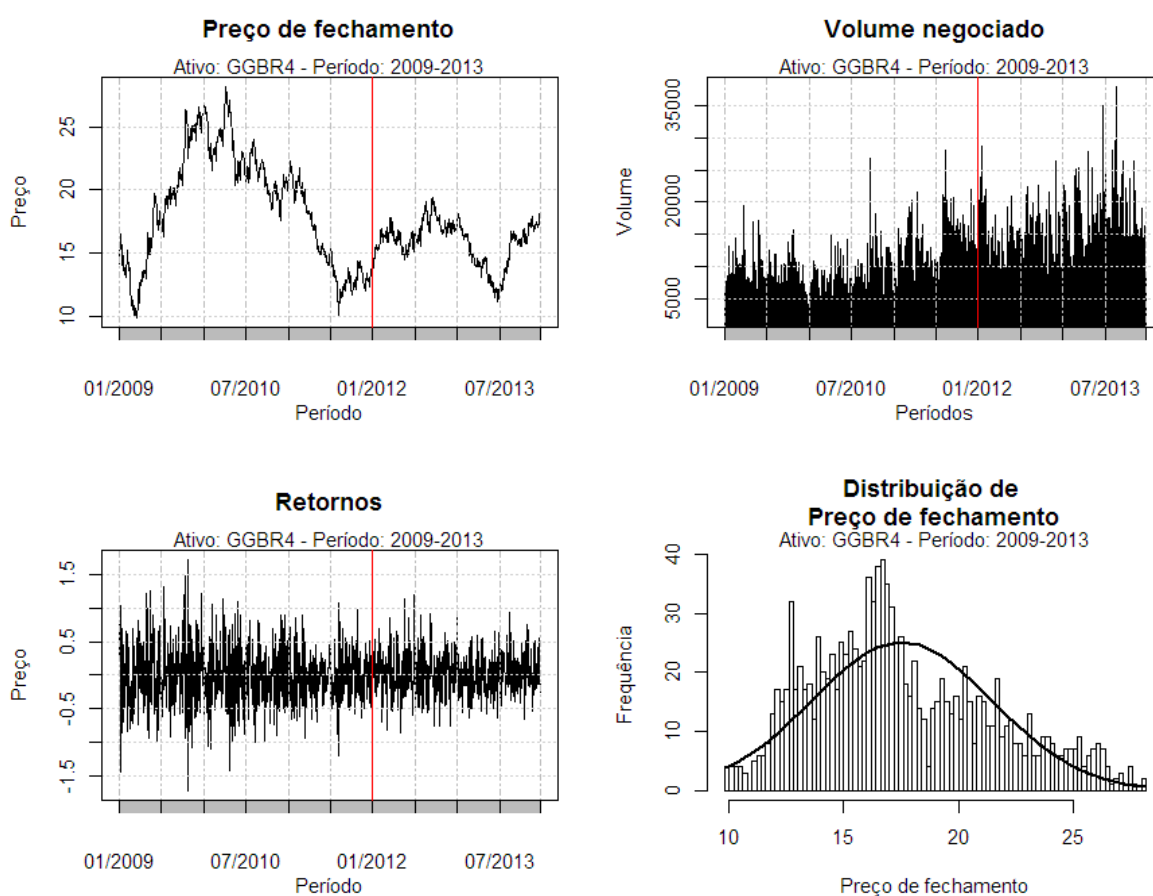 Preço de fechamento
Ativo: GGBR4 - Período: 2009-2013
Preço
25
20
15
10
01/2009 07/2010 01/2012 07/2013
Período
Volume negociado
Ativo: GGBR4 - Período: 2009-2013
Volume
35000
20000
5000
01/2009 07/2010 01/2012 07/2013
Períodos
Retornos
Ativo: GGBR4 - Período: 2009-2013
Preço
1.5
0.5
-0.5
-1.5
01/2009 07/2010 01/2012 07/2013
Período
Distribuição de
Preço de fechamento
Ativo: GGBR4 - Período: 2009-2013
Frequência
40
30
20
10
0
10 15 20 25
Preço de fechamento